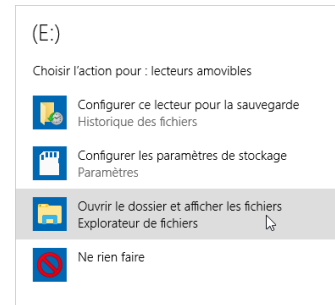 (E:)
Choisir l'action pour : lecteurs amovibles
Configurer ce lecteur pour la sauvegarde
Historique des fichiers
Configurer les paramètres de stockage
Paramètres
Ouvrir le dossier et afficher les fichiers
Explorateur de fichiers
Ne rien faire